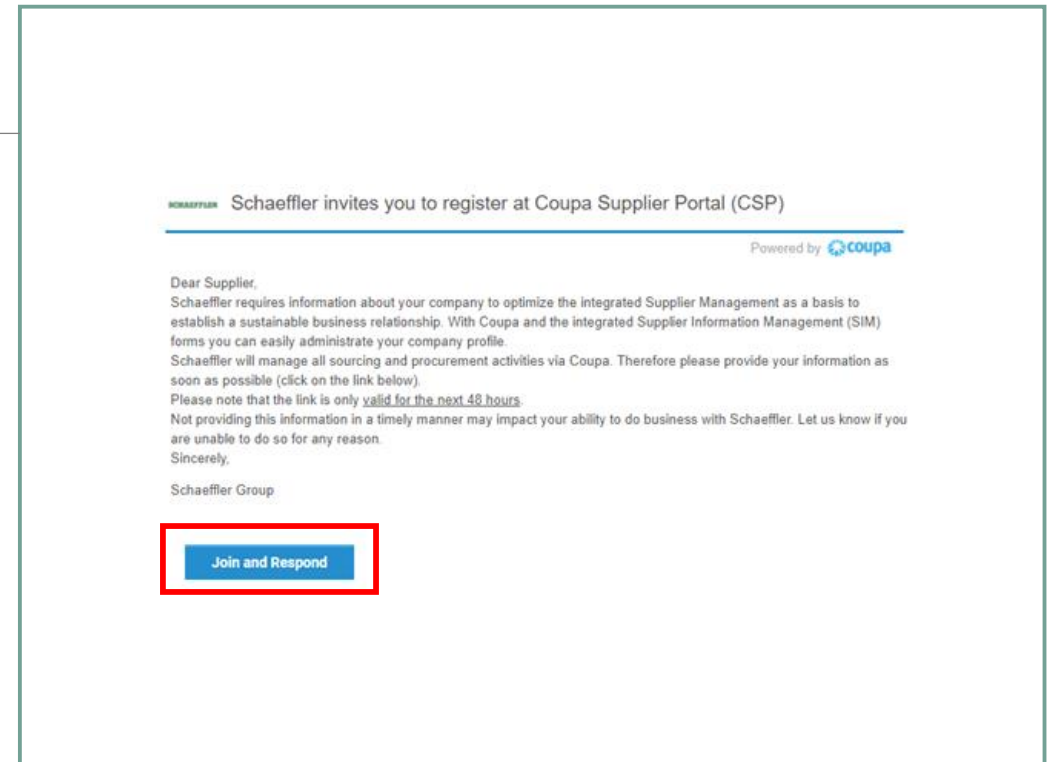 SCHAEFFLER Schaeffler invites you to register at Coupa Supplier Portal (CSP)
Powered by coupa
Dear Supplier,
Schaeffler requires information about your company to optimize the integrated Supplier Management as a basis to
establish a sustainable business relationship. With Coupa and the integrated Supplier Information Management (SIM)
forms you can easily administrate your company profile.
Schaeffler will manage all sourcing and procurement activities via Coupa. Therefore please provide your information as
soon as possible (click on the link below).
Please note that the link is only valid for the next 48 hours.
Not providing this information in a timely manner may impact your ability to do business with Schaeffler. Let us know if you
are unable to do so for any reason.
Sincerely,
Schaeffler Group
Join and Respond